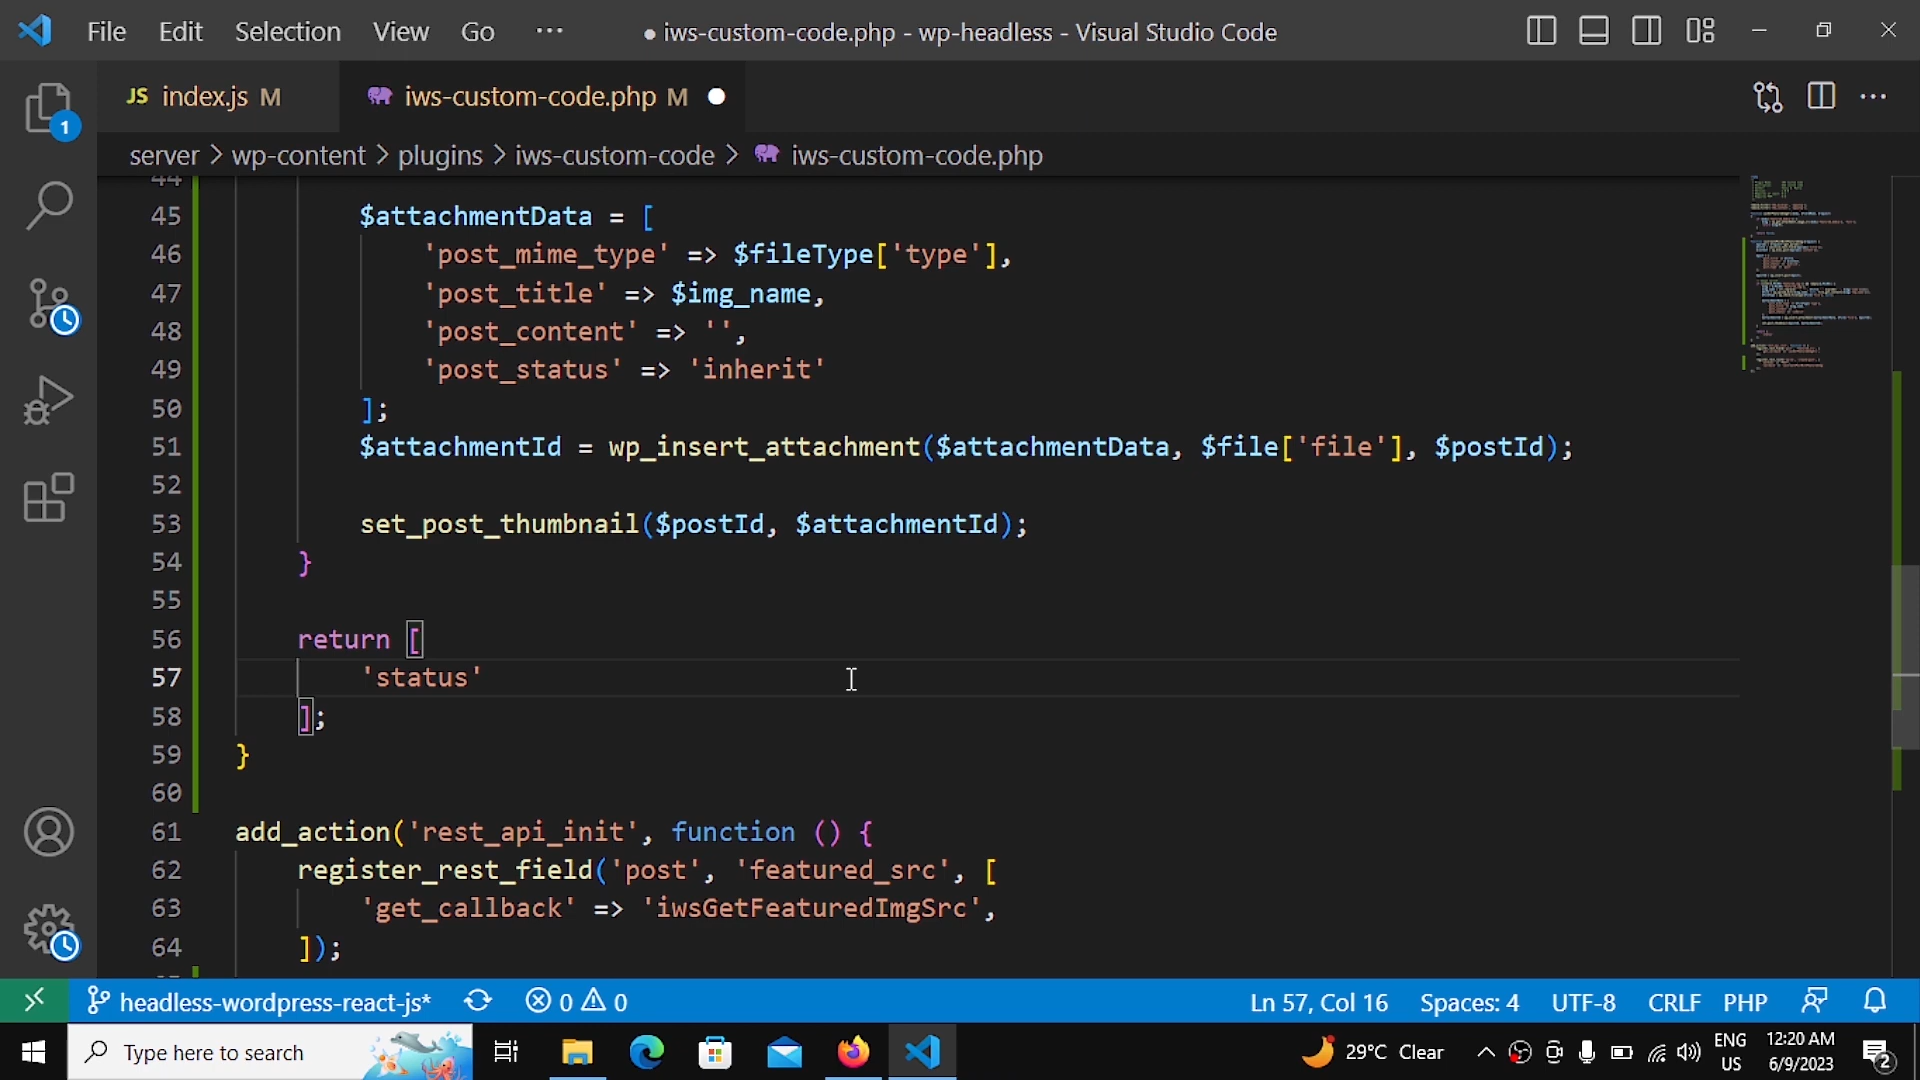 File Edit Selection View Go ··· ● iws-custom-code.php - wp-headless - Visual Studio Code
JS index.js M iws-custom-code.php M
1
server > wp-content > plugins > iws-custom-code > iws-custom-code.php
44
45 $attachmentData = [
46 'post_mime_type' => $fileType['type'],
47 'post_title' => $img_name,
48 'post_content' => '',
49 'post_status' => 'inherit'
50 ];
51 $attachmentId = wp_insert_attachment($attachmentData, $file['file'], $postId);
52
53 set_post_thumbnail($postId, $attachmentId);
54 }
55
56 return [
57 'status'
58 ];
59 }
60
61 add_action('rest_api_init', function () {
62 register_rest_field('post', 'featured_src', [
63 'get_callback' => 'iwsGetFeaturedImgSrc',
64 ]);
headless-wordpress-react-js* 0 0 Ln 57, Col 16 Spaces: 4 UTF-8 CRLF PHP
Type here to search 29°C Clear ENG US 12:20 AM 6/9/2023 2